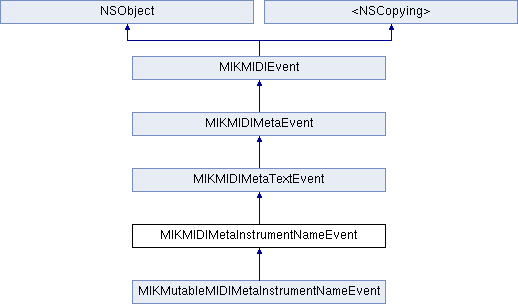 NSObject
<NSCopying>
MIKMIDIEvent
MIKMIDIMetaEvent
MIKMIDIMetaTextEvent
MIKMIDIMetaInstrumentNameEvent
MIKMutableMIDIMetaInstrumentNameEvent